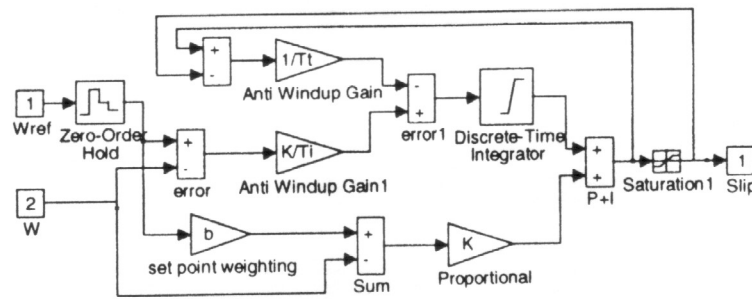 +
-
1/Tt
Anti Windup Gain
-
+
error1
Discrete-Time
Integrator
1
Wref
Zero-Order
Hold
+
-
error
K/Ti
Anti Windup Gain1
+
+
P+I
Saturation1
1
Slip
2
W
b
set point weighting
+
-
Sum
K
Proportional